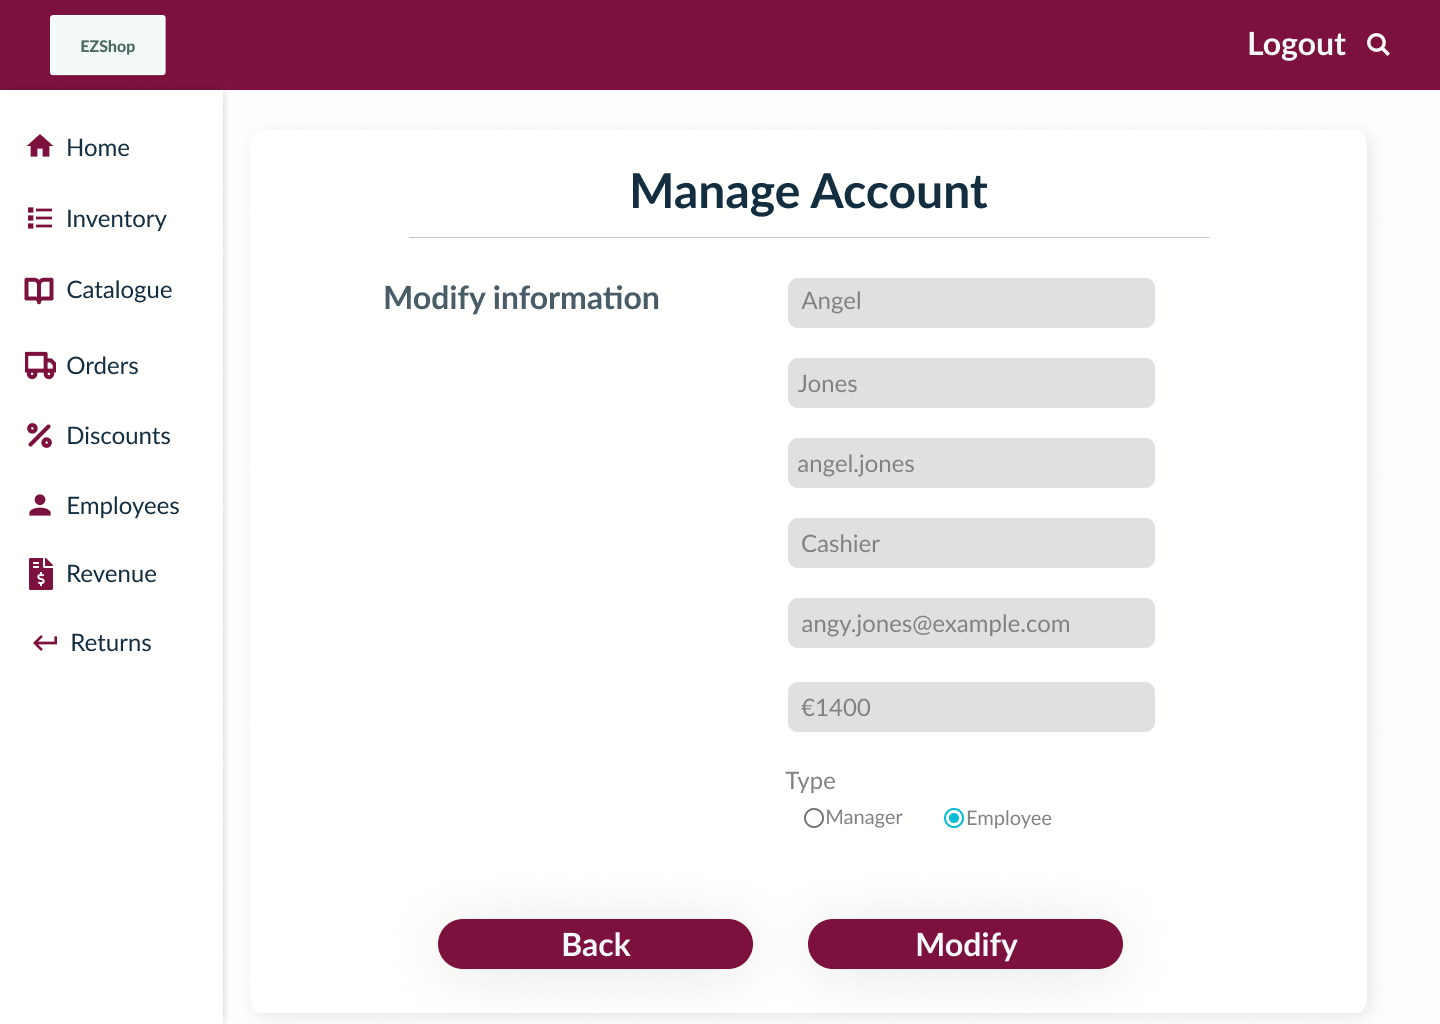 EZShop
Logout
Home
Inventory
Catalogue
Orders
Discounts
Employees
Revenue
Returns
Manage Account
Modify information
Angel
Jones
angel.jones
Cashier
angy.jones@example.com
€1400
Type
Manager
Employee
Back
Modify